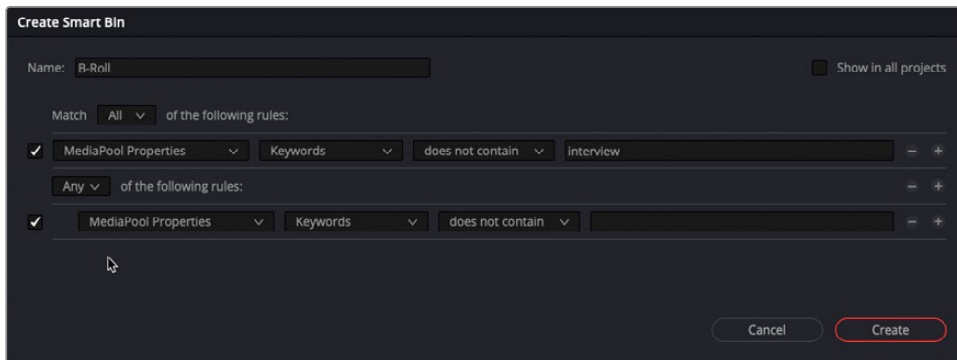 Create Smart Bin
Name: B-Roll Show in all projects
Match All of the following rules:
MediaPool Properties Keywords does not contain interview
Any of the following rules:
MediaPool Properties Keywords does not contain
Cancel Create